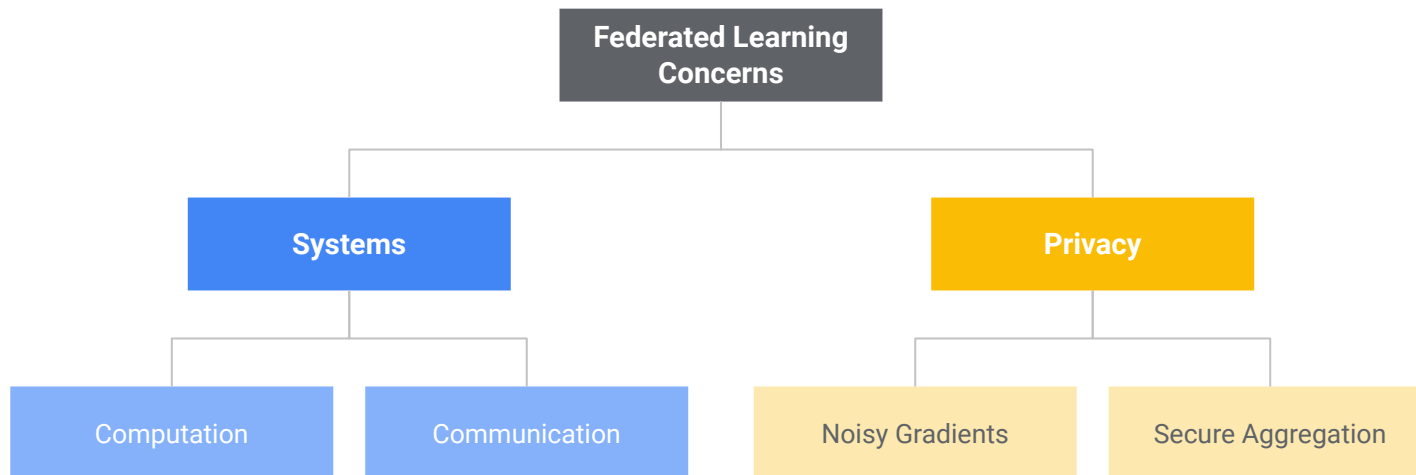 Federated Learning
Concerns
Systems
Privacy
Computation
Communication
Noisy Gradients
Secure Aggregation